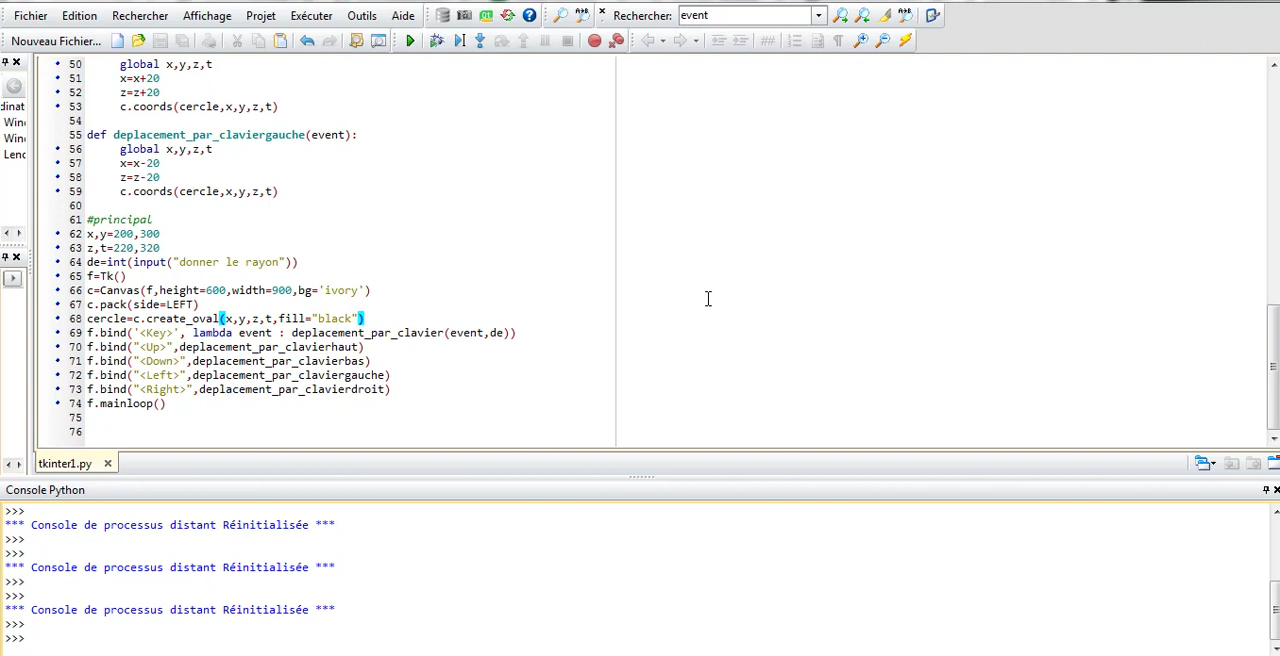 Fichier Edition Rechercher Affichage Projet Exécuter Outils Aide Rechercher: event
Nouveau Fichier...
50 global x,y,z,t
51 x=x+20
52 z=z+20
53 c.coords(cercle,x,y,z,t)
54
55 def deplacement_par_claviergauche(event):
56 global x,y,z,t
57 x=x-20
58 z=z-20
59 c.coords(cercle,x,y,z,t)
60
61 #principal
62 x,y=200,300
63 z,t=220,320
64 de=int(input("donner le rayon"))
65 f=Tk()
66 c=Canvas(f,height=600,width=900,bg='ivory')
67 c.pack(side=LEFT)
68 cercle=c.create_oval(x,y,z,t,fill="black")
69 f.bind('<Key>', lambda event : deplacement_par_clavier(event,de))
70 f.bind("<Up>",deplacement_par_clavierhaut)
71 f.bind("<Down>",deplacement_par_clavierbas)
72 f.bind("<Left>",deplacement_par_claviergauche)
73 f.bind("<Right>",deplacement_par_clavierdroit)
74 f.mainloop()
75
76
dinat
Wine
Wine
Lenc
tkinter1.py
Console Python
>>>
*** Console de processus distant Réinitialisée ***
>>>
>>>
*** Console de processus distant Réinitialisée ***
>>>
>>>
*** Console de processus distant Réinitialisée ***
>>>
>>>